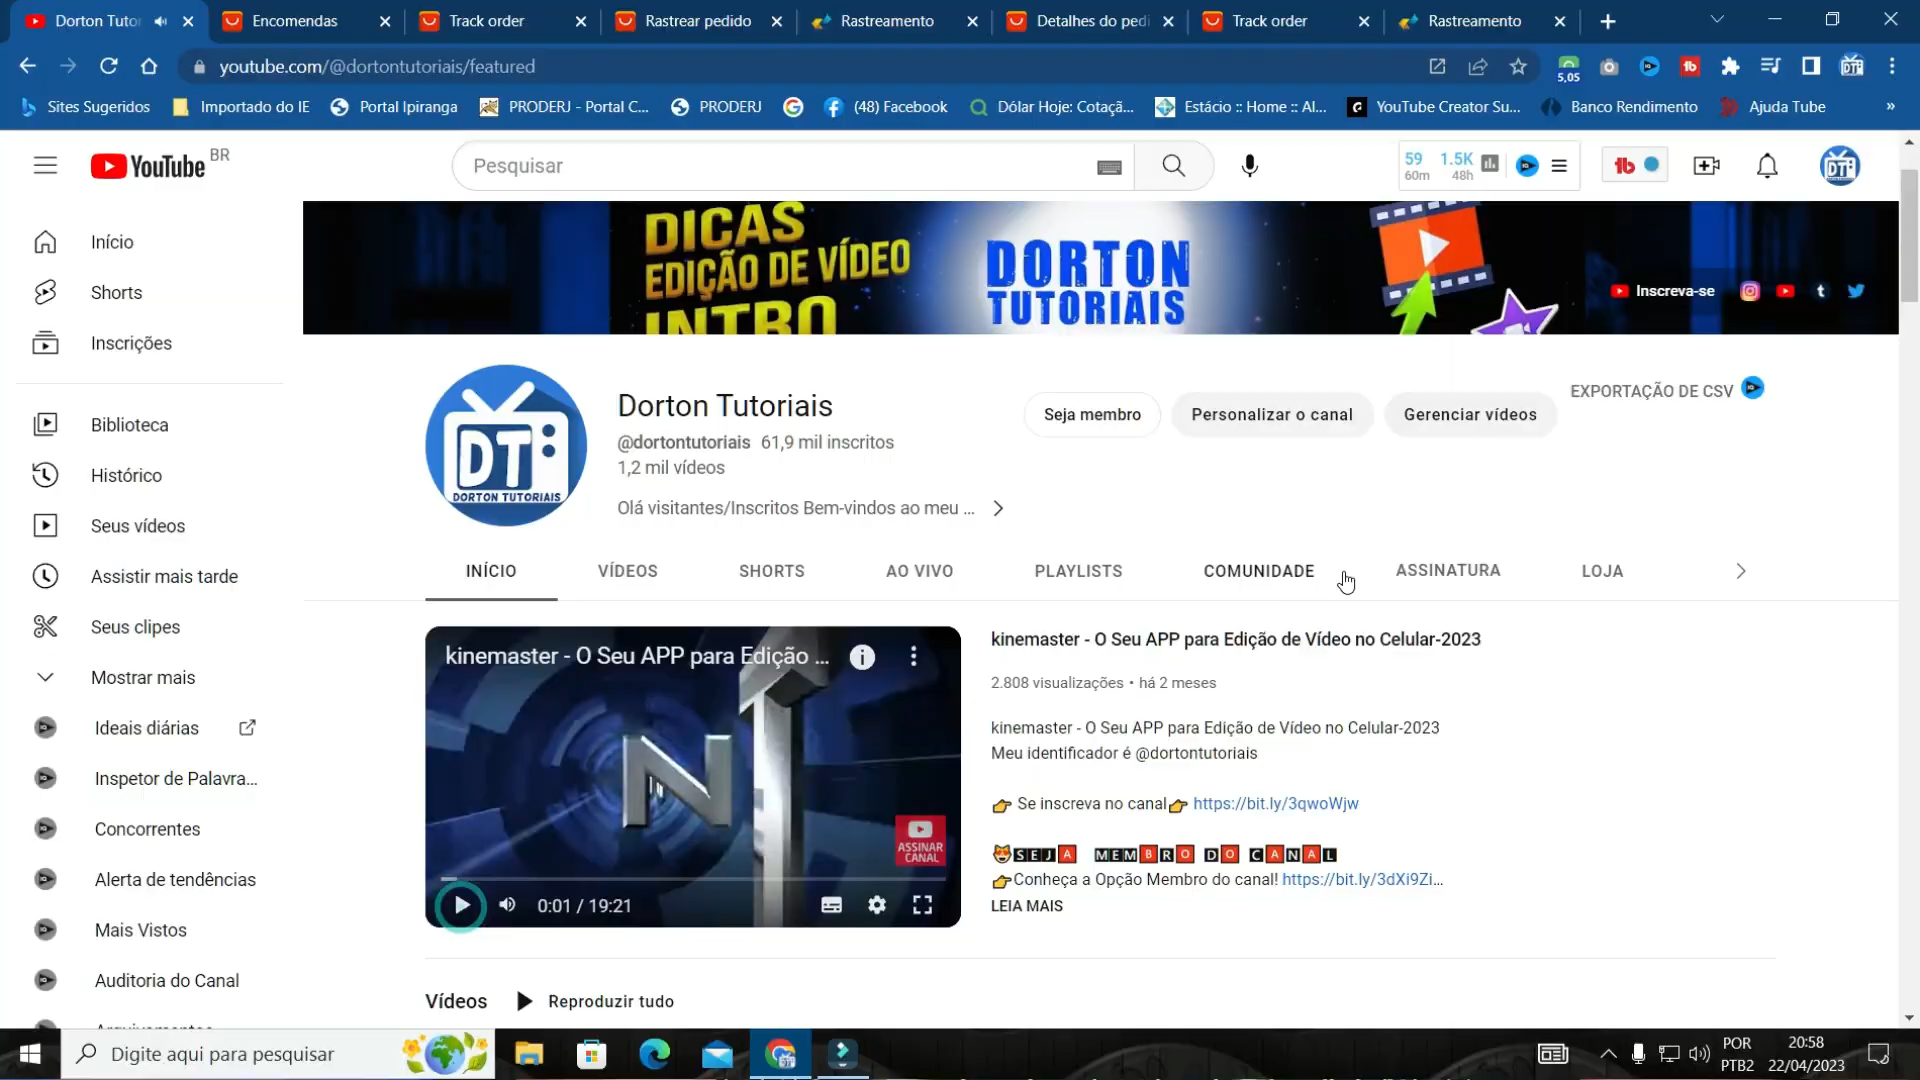 Dorton Tutor
Encomendas
Track order
Rastrear pedido
Rastreamento
Detalhes do pedi
Track order
Rastreamento
youtube.com/@dortontutoriais/featured
5,05
Sites Sugeridos
Importado do IE
Portal Ipiranga
PRODERJ - Portal C...
PRODERJ
(48) Facebook
Dólar Hoje: Cotaçã...
Estácio :: Home :: Al...
YouTube Creator Su...
Banco Rendimento
Ajuda Tube
»
YouTube BR
Pesquisar
59 1.5K
60m 48h
Início
Shorts
Inscrições
Biblioteca
Histórico
Seus vídeos
Assistir mais tarde
Seus clipes
Mostrar mais
Ideais diárias
Inspetor de Palavra...
Concorrentes
Alerta de tendências
Mais Vistos
Auditoria do Canal
DICAS
EDIÇÃO DE VÍDEO
INTRO
DORTON
TUTORIAIS
Inscreva-se
DT
DORTON TUTORIAIS
Dorton Tutoriais
@dortontutoriais 61,9 mil inscritos
1,2 mil vídeos
Olá visitantes/Inscritos Bem-vindos ao meu ...
Seja membro
Personalizar o canal
Gerenciar vídeos
EXPORTAÇÃO DE CSV
INÍCIO
VÍDEOS
SHORTS
AO VIVO
PLAYLISTS
COMUNIDADE
ASSINATURA
LOJA
kinemaster - O Seu APP para Edição ...
ASSINAR
CANAL
0:01 / 19:21
kinemaster - O Seu APP para Edição de Vídeo no Celular-2023
2.808 visualizações • há 2 meses
kinemaster - O Seu APP para Edição de Vídeo no Celular-2023
Meu identificador é @dortontutoriais
👉 Se inscreva no canal👉 https://bit.ly/3qwoWjw
😻🆂🅴🅹🅰 🅼🅴🅼🅱🆁🅾 🅳🅾 🅲🅰🅽🅰🅻
👉Conheça a Opção Membro do canal! https://bit.ly/3dXi9Zi...
LEIA MAIS
Vídeos
Reproduzir tudo
Digite aqui para pesquisar
POR
PTB2
20:58
22/04/2023